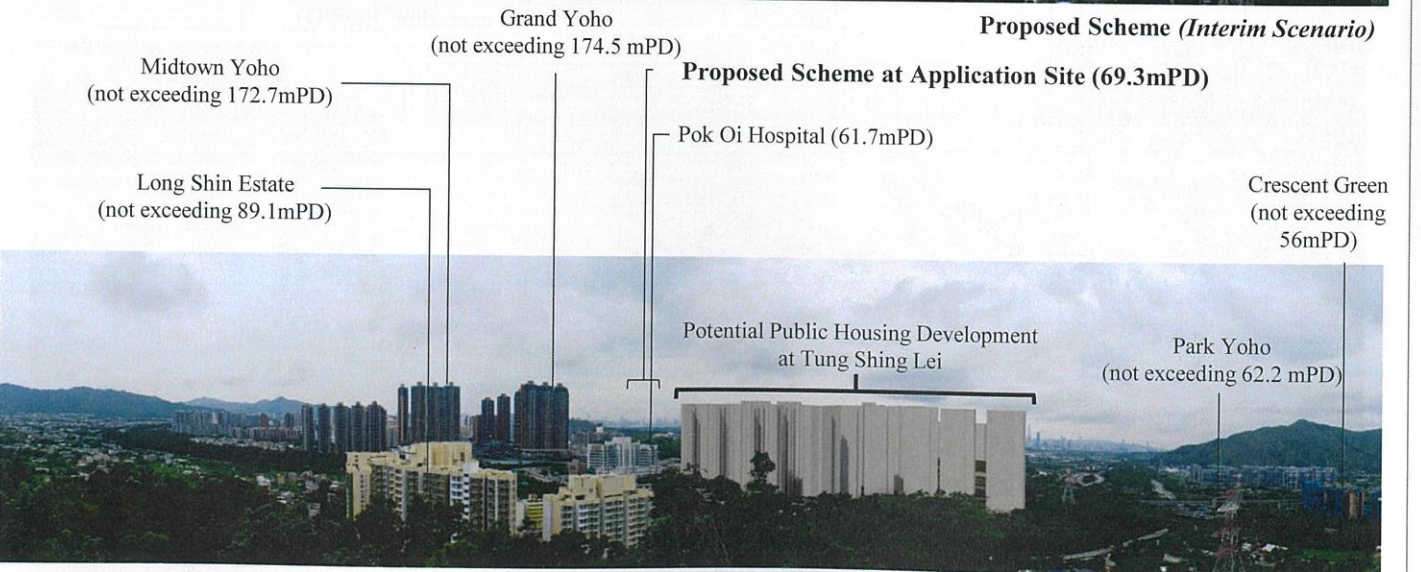 Proposed Scheme (Interim Scenario)
Grand Yoho
(not exceeding 174.5 mPD)
Midtown Yoho
(not exceeding 172.7mPD)
Proposed Scheme at Application Site (69.3mPD)
Pok Oi Hospital (61.7mPD)
Long Shin Estate
(not exceeding 89.1mPD)
Crescent Green
(not exceeding
56mPD)
Potential Public Housing Development
at Tung Shing Lei
Park Yoho
(not exceeding 62.2 mPD)